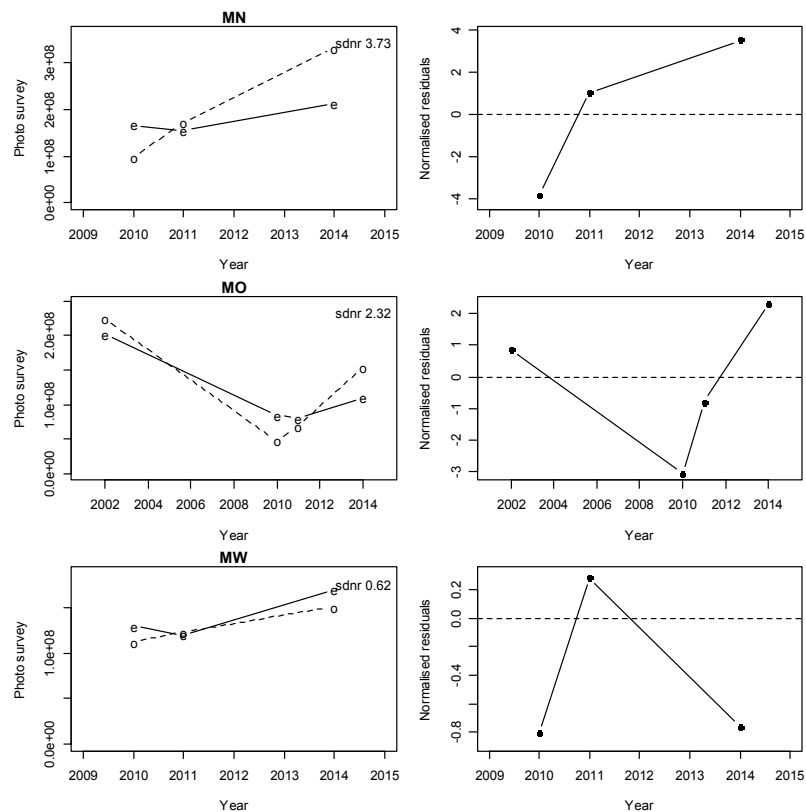 MN
sdnr 3.73
Photo survey
0e+00 1e+08 2e+08 3e+08
e e e
o o o
2009 2010 2011 2012 2013 2014 2015
Year
Normalised residuals
-4 -2 0 2 4
2009 2010 2011 2012 2013 2014 2015
Year
MO
sdnr 2.32
Photo survey
0.0e+00 1.0e+08 2.0e+08
e e e e
o o o o
2002 2004 2006 2008 2010 2012 2014
Year
Normalised residuals
-3 -2 -1 0 1 2
2002 2004 2006 2008 2010 2012 2014
Year
MW
sdnr 0.62
Photo survey
0.0e+00 1.0e+08
e e e
o o o
2009 2010 2011 2012 2013 2014 2015
Year
Normalised residuals
-0.8 -0.4 0.0 0.2
2009 2010 2011 2012 2013 2014 2015
Year